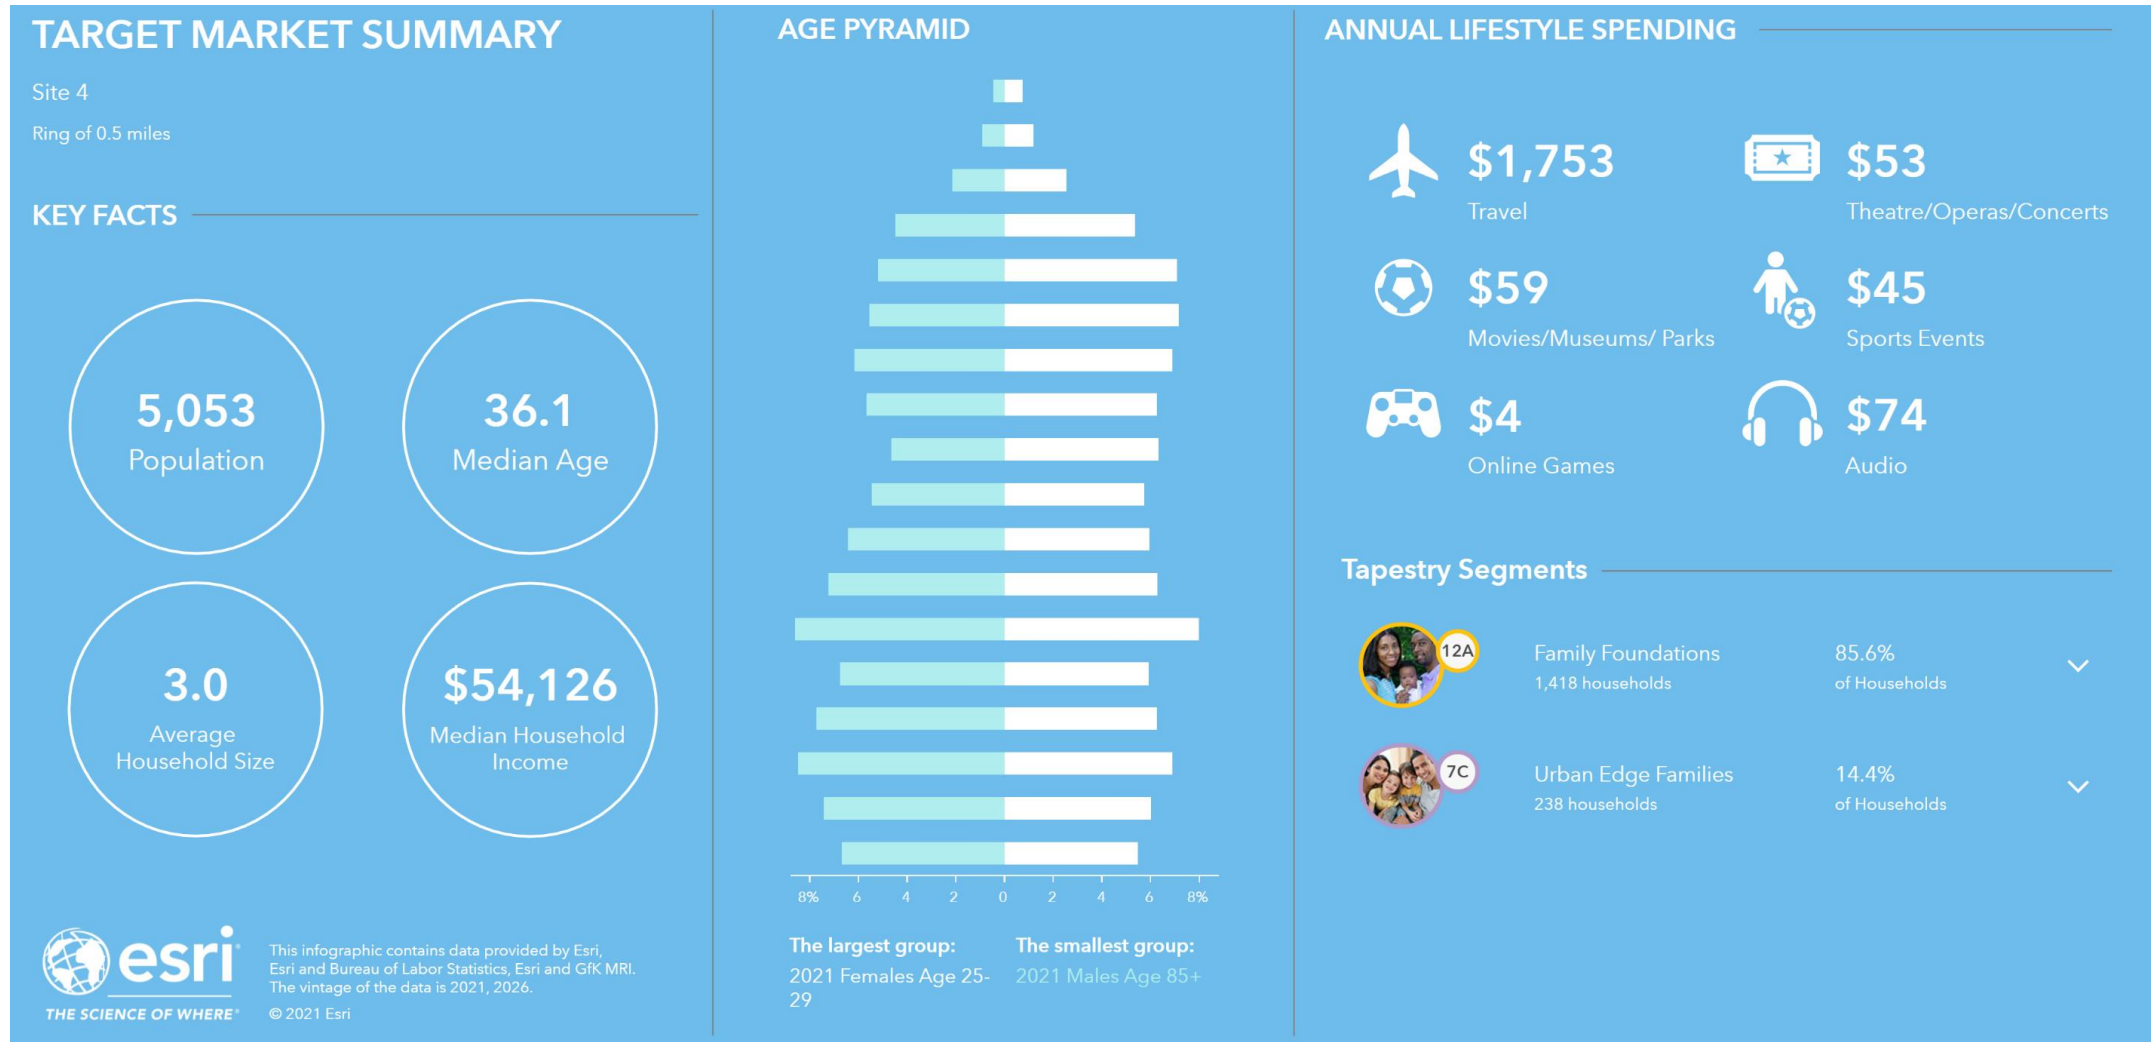 TARGET MARKET SUMMARY
Site 4
Ring of 0.5 miles
KEY FACTS
5,053
Population
36.1
Median Age
3.0
Average
Household Size
$54,126
Median Household
Income
esri
THE SCIENCE OF WHERE®
This infographic contains data provided by Esri,
Esri and Bureau of Labor Statistics, Esri and GfK MRI.
The vintage of the data is 2021, 2026.
© 2021 Esri
AGE PYRAMID
8% 6 4 2 0 2 4 6 8%
The largest group:
2021 Females Age 25-
29
The smallest group:
2021 Males Age 85+
ANNUAL LIFESTYLE SPENDING
$1,753
Travel
$53
Theatre/Operas/Concerts
$59
Movies/Museums/ Parks
$45
Sports Events
$4
Online Games
$74
Audio
Tapestry Segments
12A
Family Foundations
1,418 households
85.6%
of Households
7C
Urban Edge Families
238 households
14.4%
of Households